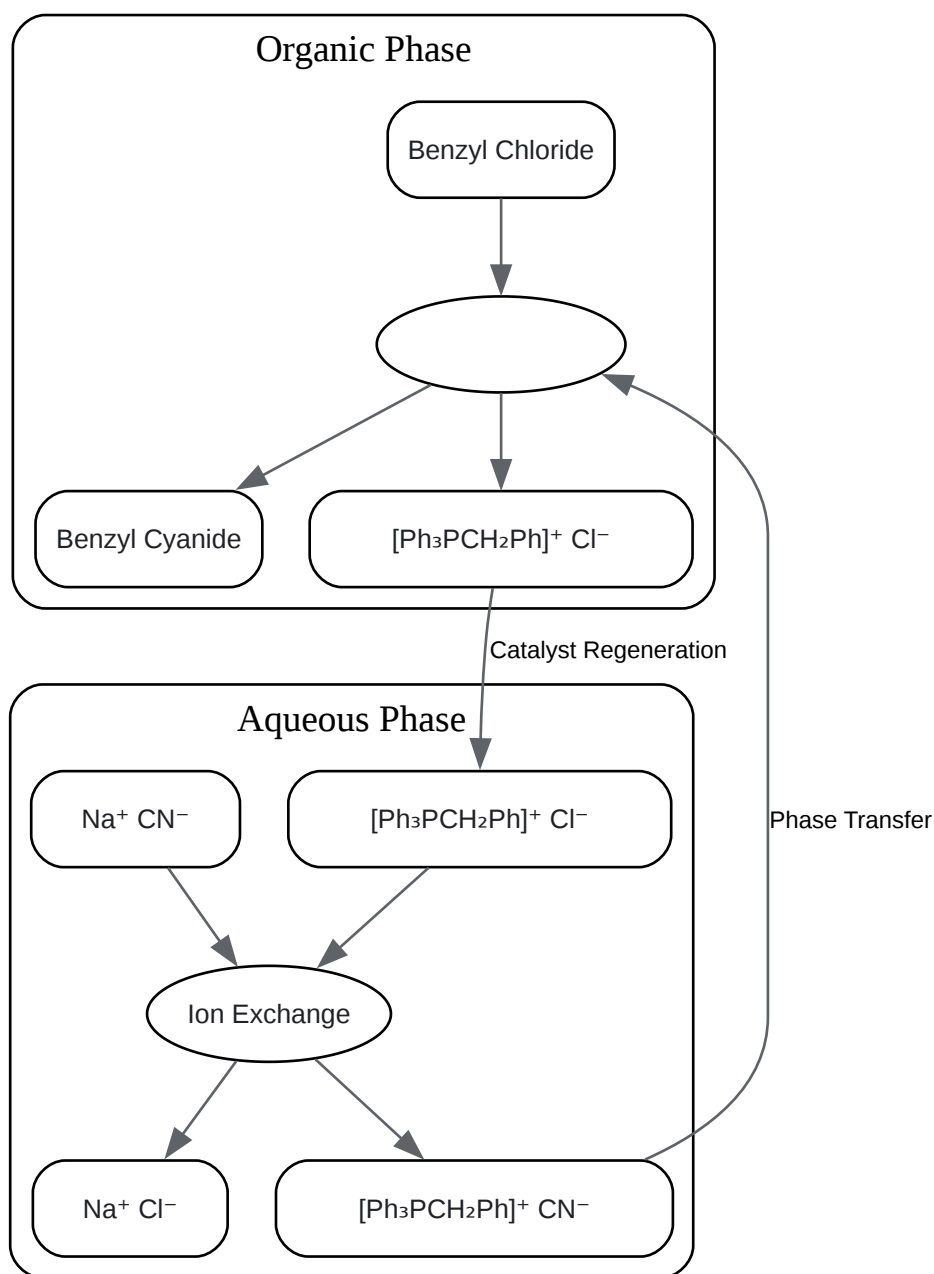 Organic Phase
Benzyl Chloride
Benzyl Cyanide
[Ph₃PCH₂Ph]⁺ Cl⁻
Catalyst Regeneration
Aqueous Phase
Na⁺ CN⁻
[Ph₃PCH₂Ph]⁺ Cl⁻
Phase Transfer
Ion Exchange
Na⁺ Cl⁻
[Ph₃PCH₂Ph]⁺ CN⁻